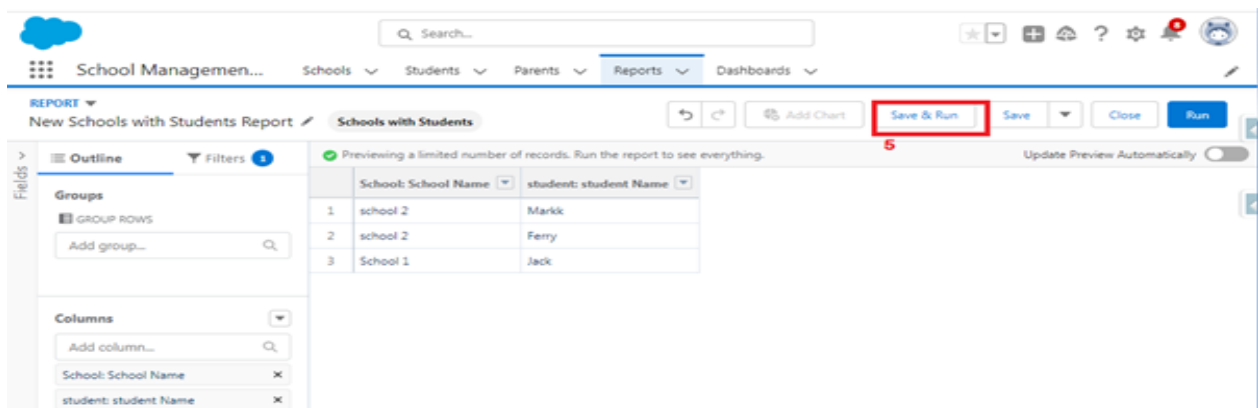 Search...
8
School Managemen... Schools Students Parents Reports Dashboards
REPORT
New Schools with Students Report Schools with Students Add Chart Save & Run Save Close Run
5
Fields
Outline Filters 1
Previewing a limited number of records. Run the report to see everything. Update Preview Automatically
Groups
GROUP ROWS
Add group...
Columns
Add column...
School: School Name
student: student Name
School: School Name student: student Name
1 school 2 Markk
2 school 2 Ferry
3 School 1 Jack